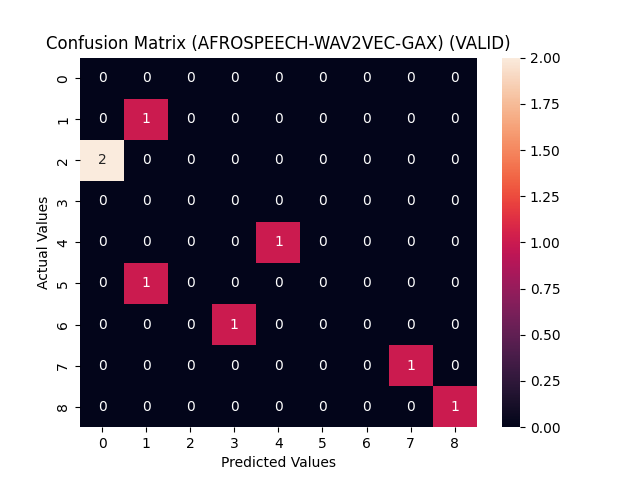 Confusion Matrix (AFROSPEECH-WAV2VEC-GAX) (VALID)
0 0 0 0 0 0 0 0 0 0
1 0 1 0 0 0 0 0 0 0
2 2 0 0 0 0 0 0 0 0
3 0 0 0 0 0 0 0 0 0
4 0 0 0 0 1 0 0 0 0
5 0 1 0 0 0 0 0 0 0
6 0 0 0 1 0 0 0 0 0
7 0 0 0 0 0 0 0 1 0
8 0 0 0 0 0 0 0 0 1
0 1 2 3 4 5 6 7 8
Actual Values
Predicted Values
2.00
1.75
1.50
1.25
1.00
0.75
0.50
0.25
0.00